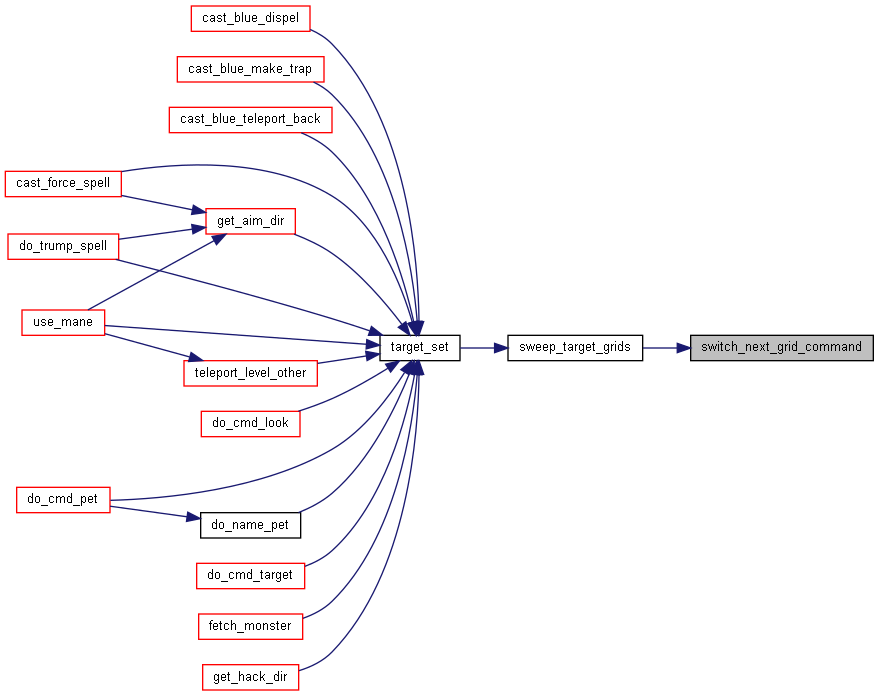 cast_blue_dispel
cast_blue_make_trap
cast_blue_teleport_back
cast_force_spell
get_aim_dir
do_trump_spell
use_mane
target_set
sweep_target_grids
switch_next_grid_command
teleport_level_other
do_cmd_look
do_cmd_pet
do_name_pet
do_cmd_target
fetch_monster
get_hack_dir